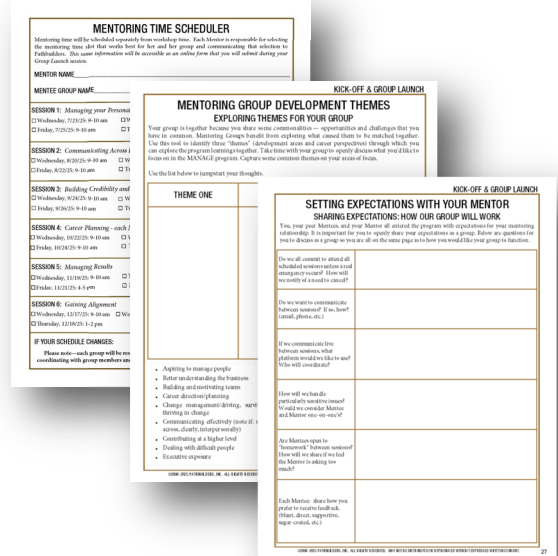 MENTORING TIME SCHEDULER
Mentoring time will be scheduled separately from workshop time. Each Mentor is responsible for selecting
the mentoring time slot that works best for her and her group and communicating that selection to
Pathbuilders. This same information will be accessible as an online form that you will submit during your
Group Launch session.
MENTOR NAME
MENTEE GROUP NAME
SESSION 1: Managing your Persona
Wednesday, 7/23/25: 9-10 am
Friday, 7/25/25: 9-10 am
SESSION 2: Communicating Across
Wednesday, 8/20/25: 9-10 am
Friday, 8/22/25: 9-10 am
SESSION 3: Building Credibility and
Wednesday, 9/24/25: 9-10 am
Friday, 9/26/25: 9-10 am
SESSION 4: Career Planning - each
Wednesday, 10/22/25: 9-10 am
Friday, 10/24/25: 9-10 am
SESSION 5: Managing Results
Wednesday, 11/19/25: 9-10 am
Friday, 11/21/25: 4-5 pm
SESSION 6: Gaining Alignment
Wednesday, 12/17/25: 9-10 am We
Thursday, 12/18/25: 1-2 pm
IF YOUR SCHEDULE CHANGES:
Please note—each group will be
coordinating with group members
KICK-OFF & GROUP LAUNCH
MENTORING GROUP DEVELOPMENT THEMES
EXPLORING THEMES FOR YOUR GROUP
Your group is together because you share some commonalities — opportunities and challenges that you
have in common. Mentoring Groups benefit from exploring what caused them to be matched together.
Use this tool to identify three "themes" (development areas and career perspectives) through which you
can explore the program learnings together. Take time with your group to openly discuss what you'd like to
focus on in the MANAGE program. Capture some common themes on your areas of focus.
Use the list below to jumpstart your thoughts.
THEME ONE
Aspiring to manage people
Better understanding the business
Building and motivating teams
Career direction/planning
Change management/driving,
thriving in change
Communicating effectively (note if:
across, clearly, interpersonally)
Contributing at a higher level
Dealing with difficult people
Executive exposure
KICK-OFF & GROUP LAUNCH
SETTING EXPECTATIONS WITH YOUR MENTOR
SHARING EXPECTATIONS: HOW OUR GROUP WILL WORK
You, your peer Mentees, and your Mentor all entered the program with expectations for your mentoring
relationship. It is important for you to openly share your expectations as a group. Below are questions for
you to discuss as a group so you are all on the same page as to how you would like your group to function.
Do we all commit to attend all
scheduled sessions unless a real
emergency occurs? How will
we notify of a need to cancel?
Do we want to communicate
between sessions? If so, how?
(email, phone, etc.)
If we communicate live
between sessions, what
platform would we like to use?
Who will coordinate?
How will we handle
particularly sensitive issues?
Would we consider Mentee
and Mentor one-on-one's?
Are Mentees open to
"homework" between sessions?
How will we share if we feel
the Mentor is asking too
much?
Each Mentee: share how you
prefer to receive feedback.
(blunt, direct, supportive,
sugar-coated, etc.)
27